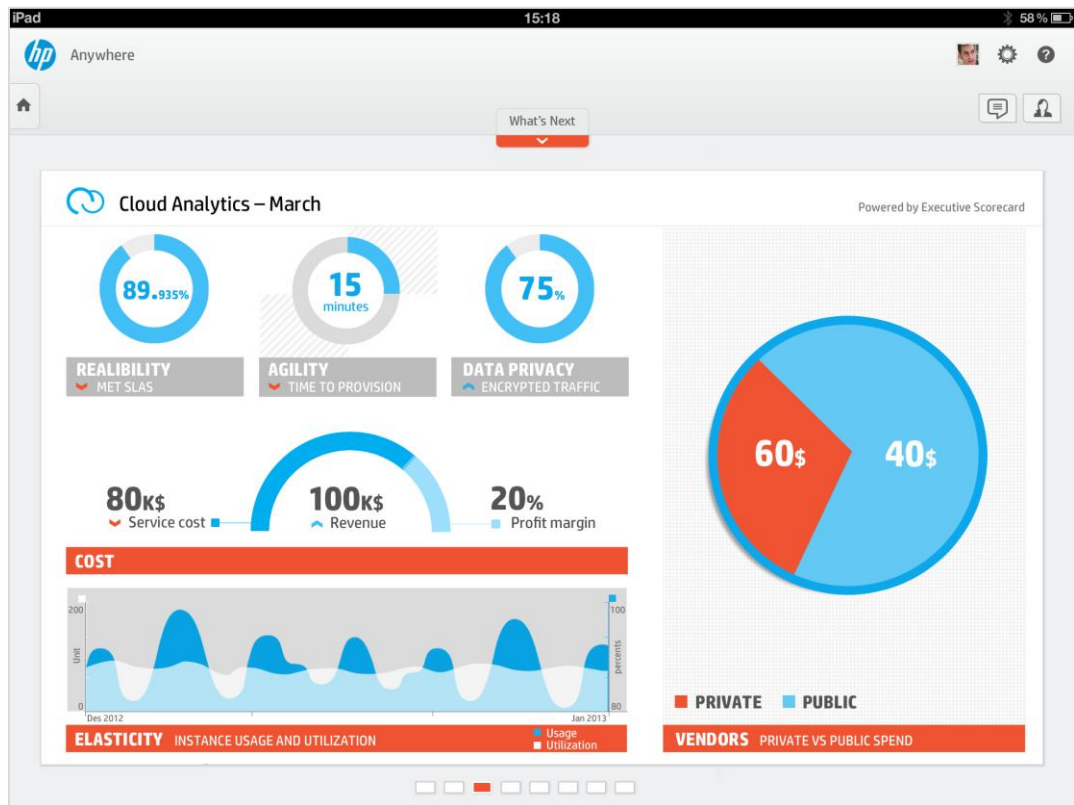 iPad
15:18
58%
hp
Anywhere
What's Next
Cloud Analytics – March
Powered by Executive Scorecard
89.935%
15
minutes
75%
REALIBILITY
MET SLAS
AGILITY
TIME TO PROVISION
DATA PRIVACY
ENCRYPTED TRAFFIC
80K$
Service cost
100K$
Revenue
20%
Profit margin
COST
200
Unit
0
100
percents
80
Des 2012
Jan 2013
ELASTICITY INSTANCE USAGE AND UTILIZATION
Usage
Utilization
60$
40$
PRIVATE
PUBLIC
VENDORS PRIVATE VS PUBLIC SPEND